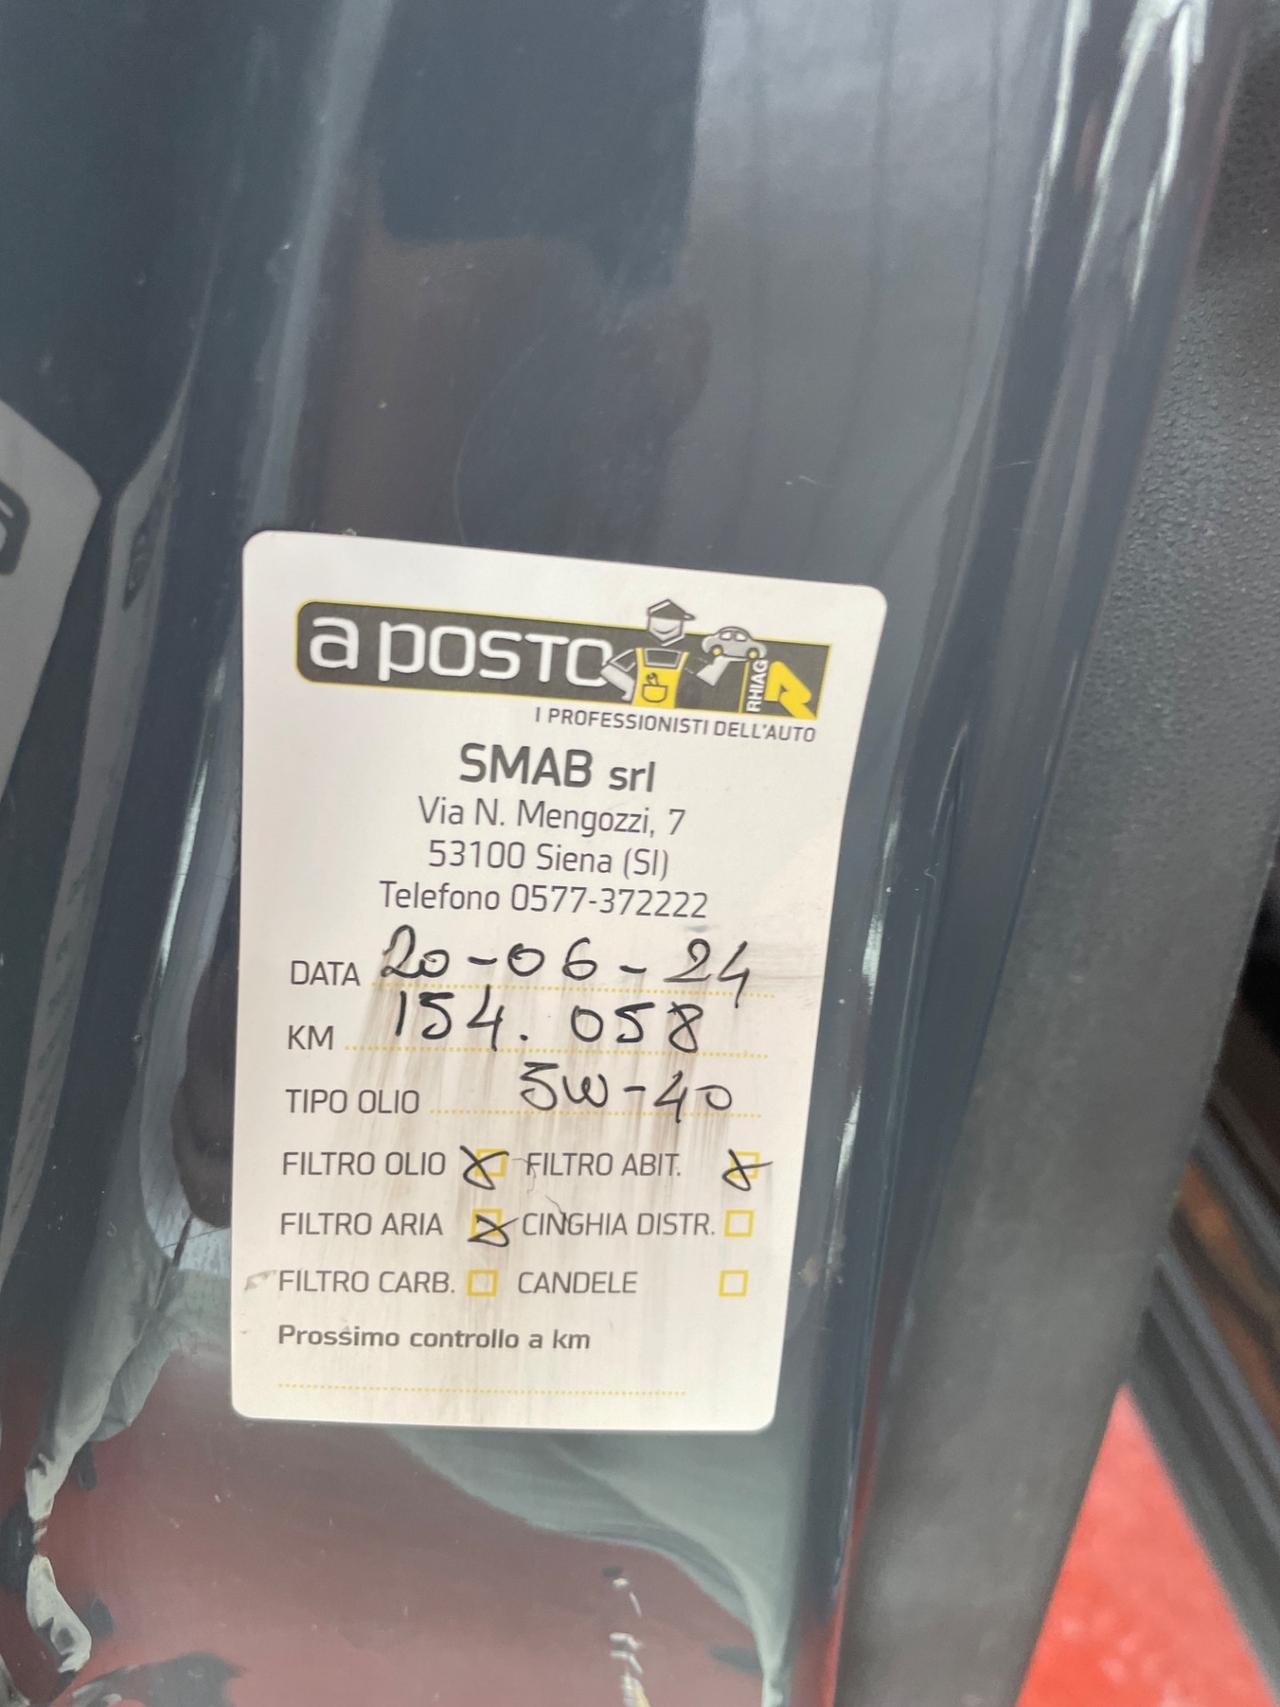 a posto
RHIAG
I PROFESSIONISTI DELL'AUTO
SMAB srl
Via N. Mengozzi, 7
53100 Siena (SI)
Telefono 0577-372222
DATA 20-06-24
KM 154.058
TIPO OLIO 5W-40
FILTRO OLIO FILTRO ABIT.
FILTRO ARIA CINGHIA DISTR.
FILTRO CARB. CANDELE
Prossimo controllo a km